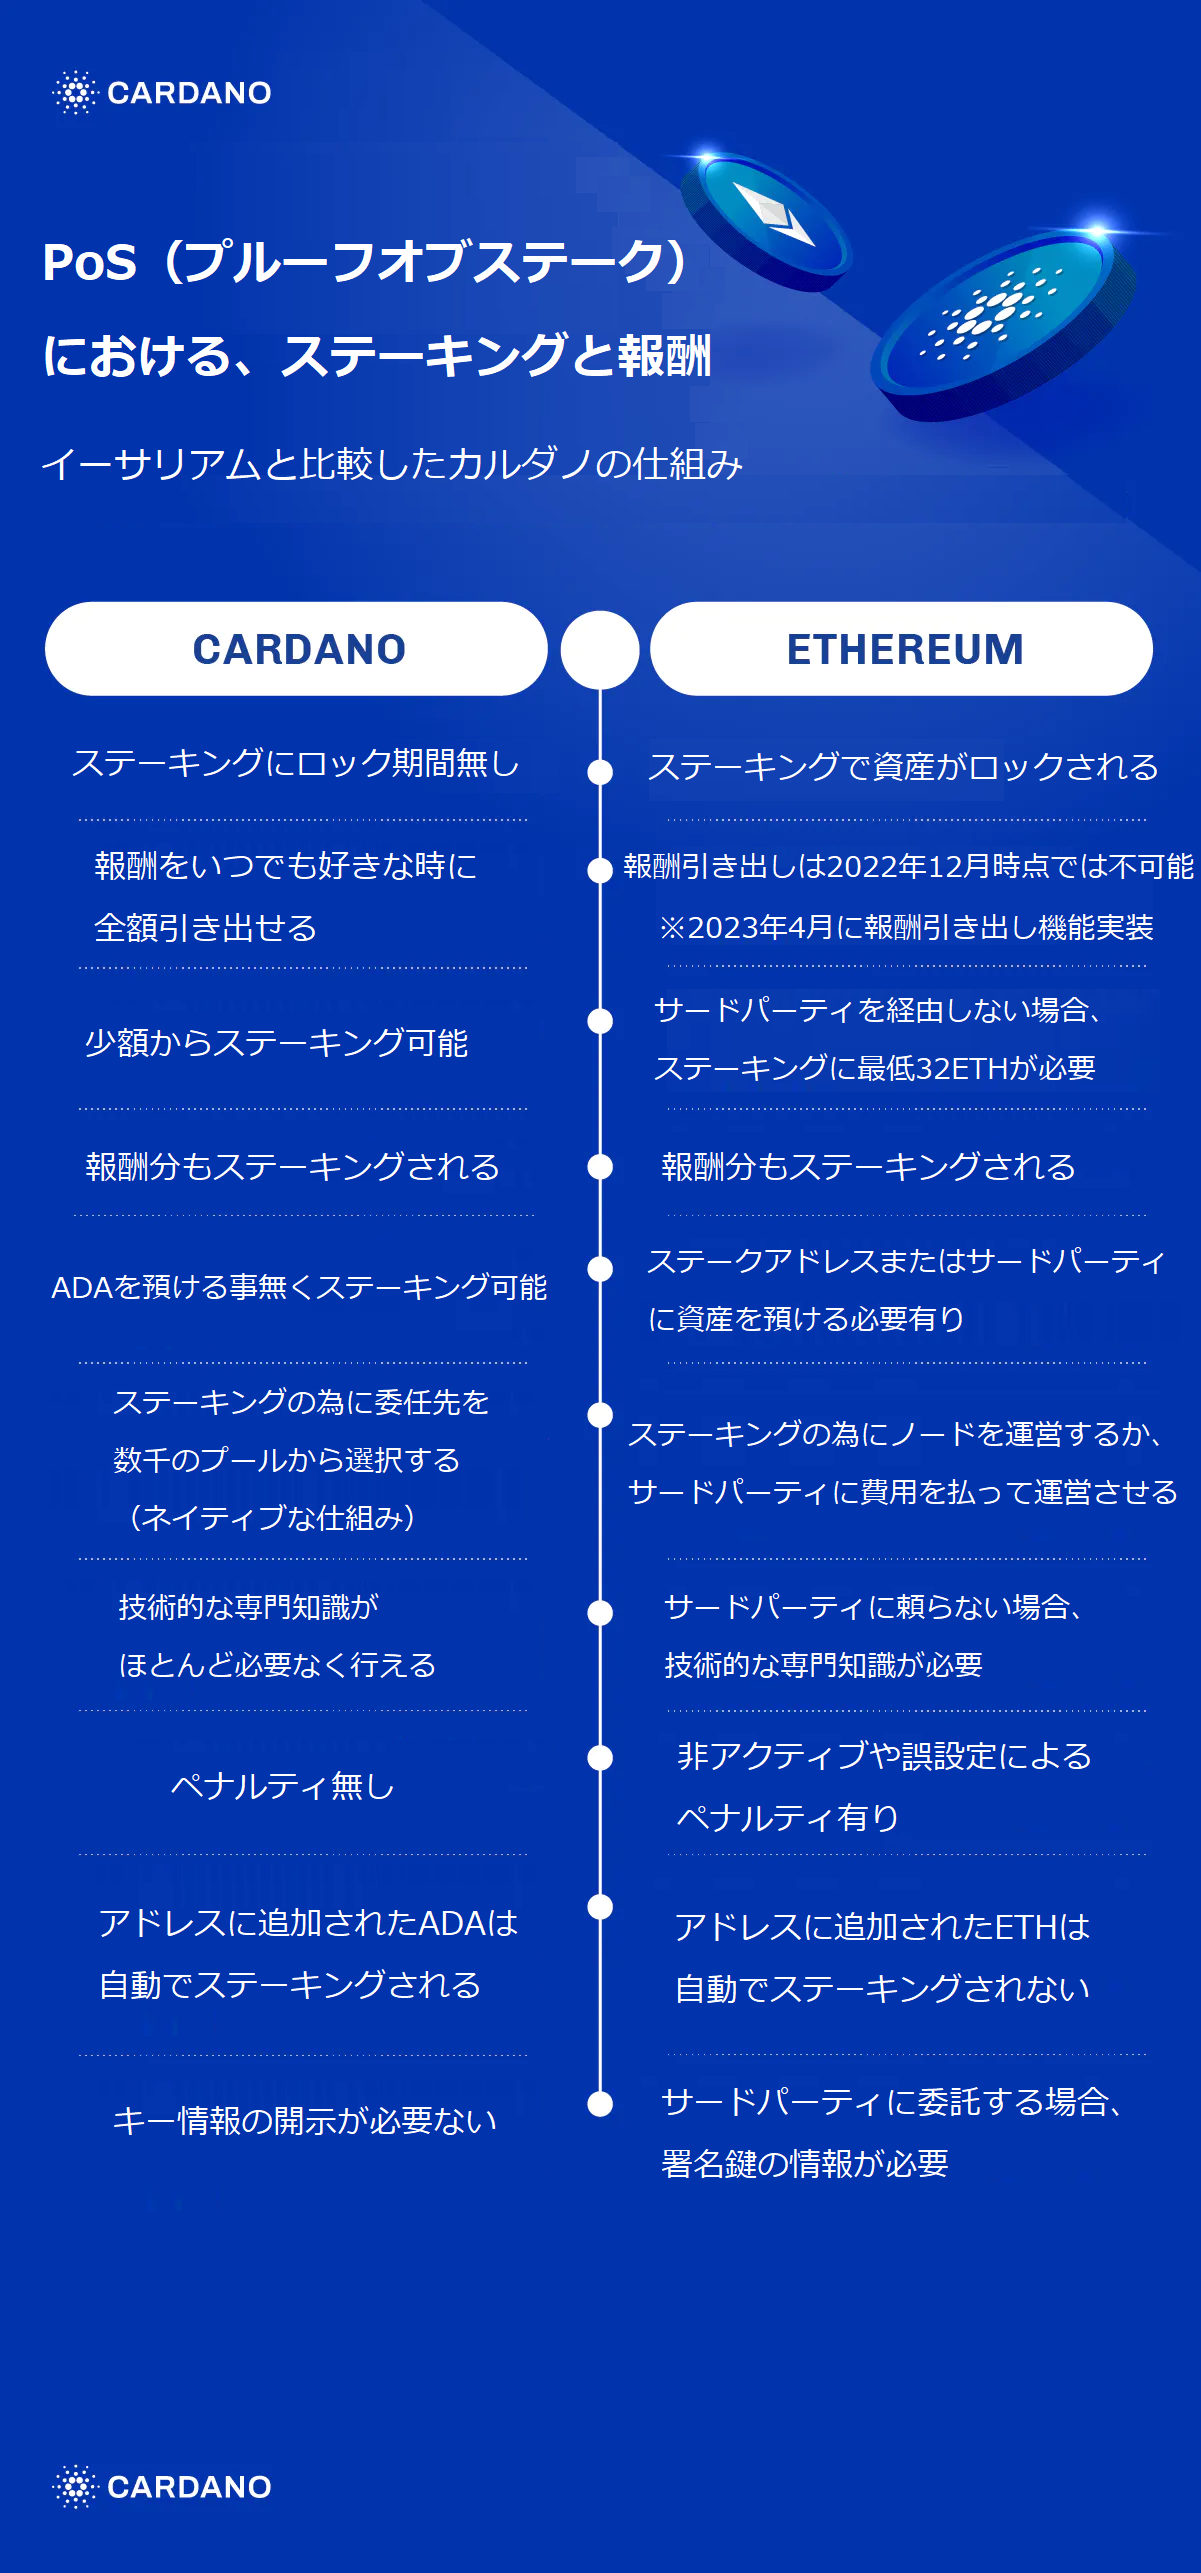 CARDANO
PoS（プルーフオブステーク）
における、ステーキングと報酬
イーサリアムと比較したカルダノの仕組み
CARDANO
ETHEREUM
ステーキングにロック期間無し
ステーキングで資産がロックされる
報酬をいつでも好きな時に
全額引き出せる
報酬引き出しは2022年12月時点では不可能
※2023年4月に報酬引き出し機能実装
少額からステーキング可能
サードパーティを経由しない場合、
ステーキングに最低32ETHが必要
報酬分もステーキングされる
報酬分もステーキングされる
ADAを預ける事無くステーキング可能
ステークアドレスまたはサードパーティ
に資産を預ける必要有り
ステーキングの為に委任先を
数千のプールから選択する
（ネイティブな仕組み）
ステーキングの為にノードを運営するか、
サードパーティに費用を払って運営させる
技術的な専門知識が
ほとんど必要なく行える
サードパーティに頼らない場合、
技術的な専門知識が必要
ペナルティ無し
非アクティブや誤設定による
ペナルティ有り
アドレスに追加されたADAは
自動でステーキングされる
アドレスに追加されたETHは
自動でステーキングされない
キー情報の開示が必要ない
サードパーティに委託する場合、
署名鍵の情報が必要
CARDANO